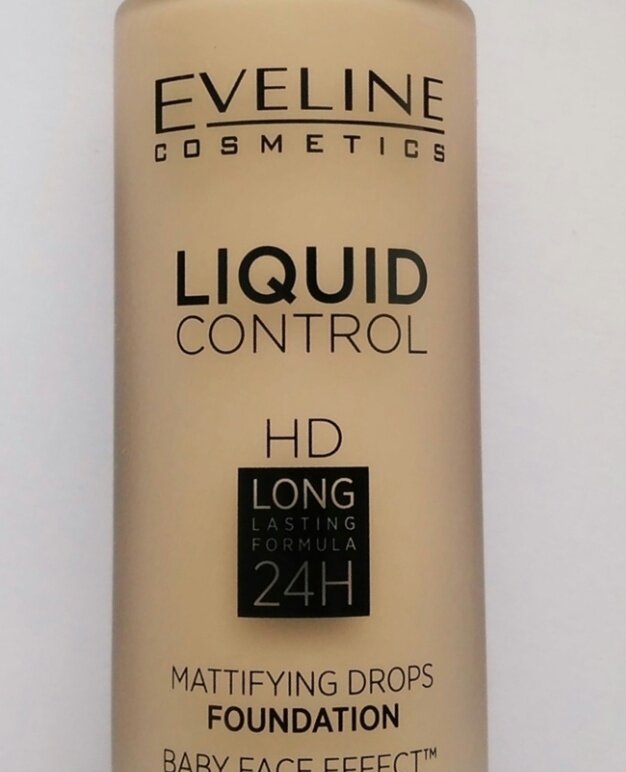 EVELINE
COSMETICS
LIQUID
CONTROL
HD
LONG
LASTING
FORMULA
24H
MATTIFYING DROPS
FOUNDATION
BABY FACE EFFECT™